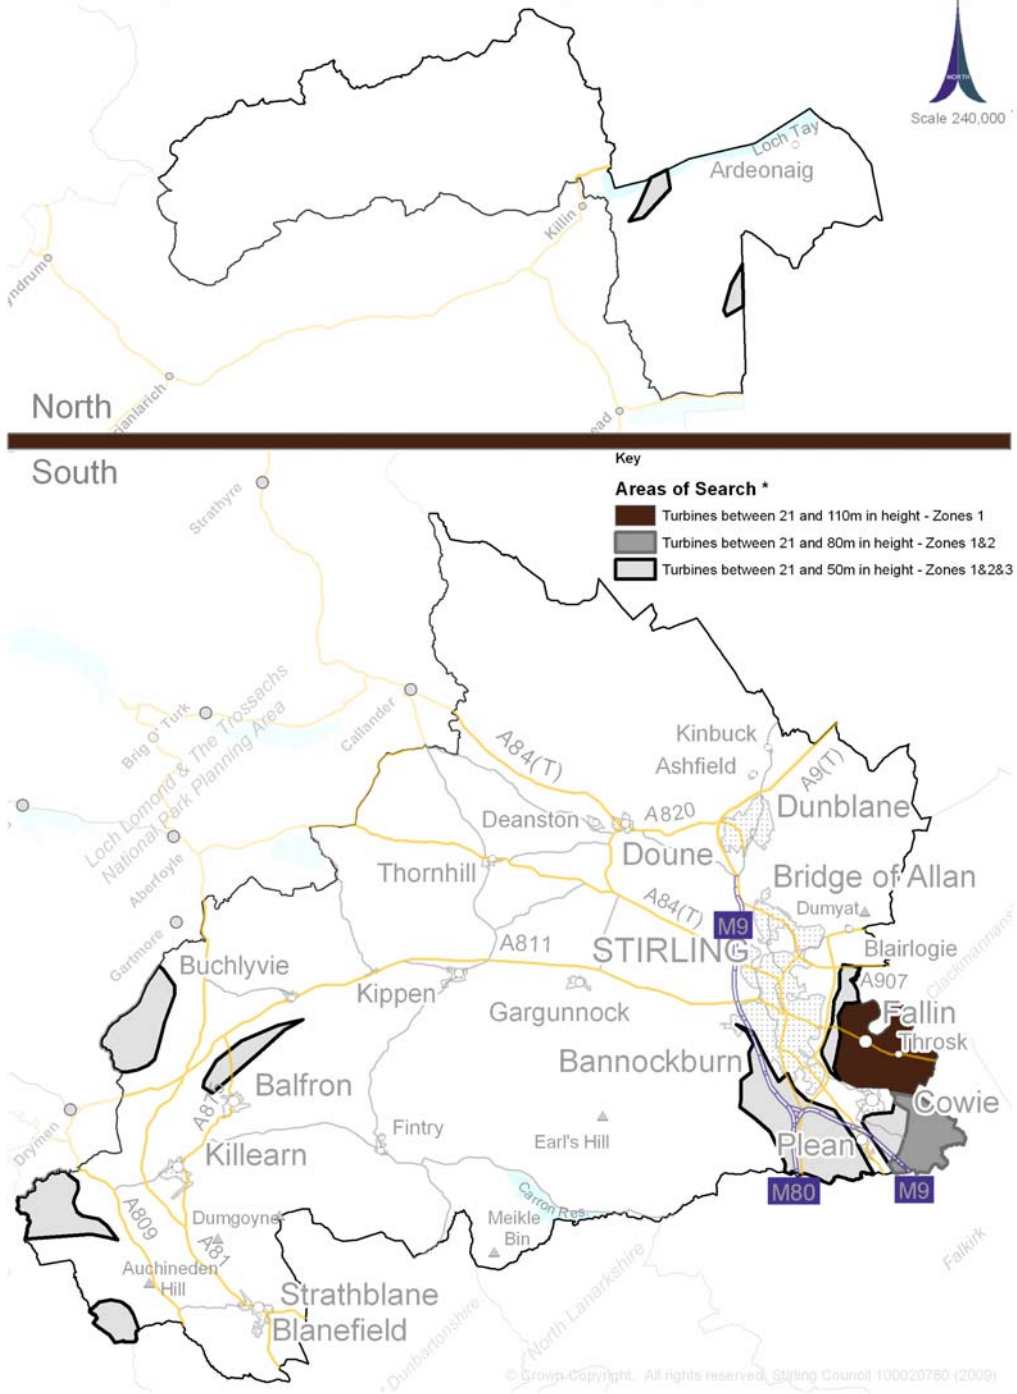 NORTH
Scale 240,000
Loch Tay
Ardeonaig
Killin
yndrum
rianlarich
ead
North
South
Key
Areas of Search *
Turbines between 21 and 110m in height - Zones 1
Turbines between 21 and 80m in height - Zones 1&2
Turbines between 21 and 50m in height - Zones 1&2&3
Strathyre
Loch Lomond & The Trossachs
National Park Planning Area
Brig O' Turk
Callander
Aberfoyle
Gartmore
Kinbuck
Ashfield
A84(T)
A9(T)
Deanston
A820
Dunblane
Doune
Thornhill
Bridge of Allan
Dumyat
A84(T)
M9
A811
STIRLING
Blairlogie
Buchlyvie
Kippen
Gargunnock
A907
Clackmannans
Fallin
Throsk
Bannockburn
Balfron
A875
Cowie
Fintry
Earl's Hill
Plean
Drymen
Killearn
M80
M9
A809
Dumgoyne
A81
Carron Res.
Meikle
Bin
Falkirk
Auchineden
Hill
Strathblane
Blanefield
North Lanarkshire
Dunbartonshire
© Crown Copyright. All rights reserved. Stirling Council 100020780 (2009)